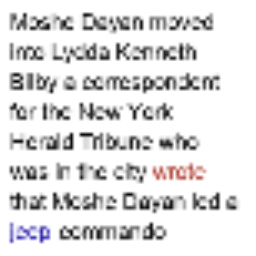 Moshe Dayan moved
into Lydda Kenneth
Bilby a correspondent
for the New York
Herald Tribune who
was in the city wrote
that Moshe Dayan led a
jeep commando